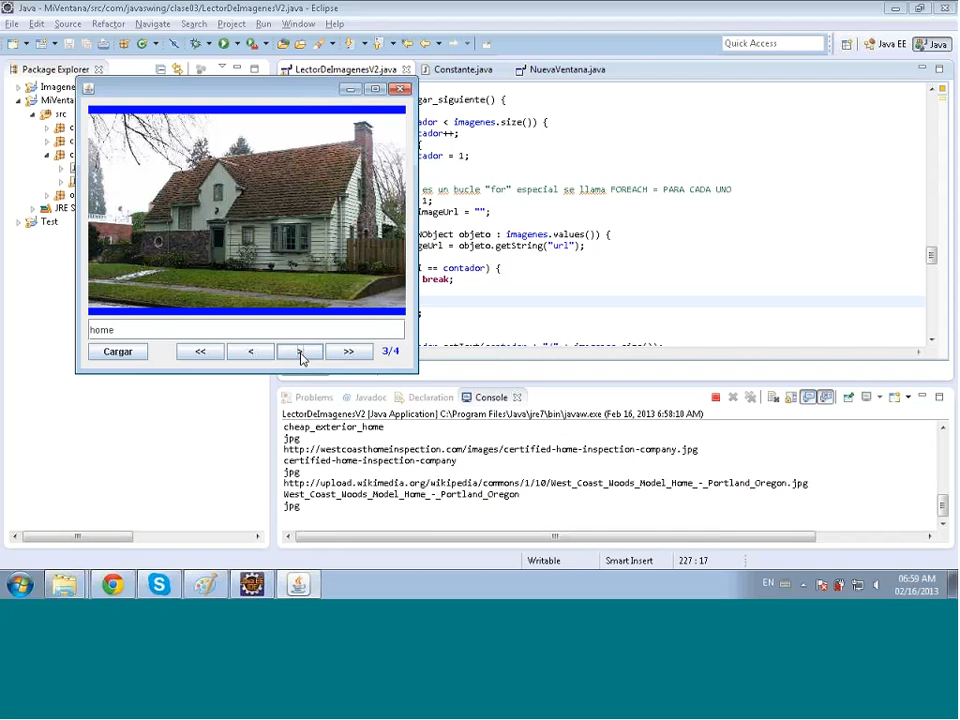 Java - MiVentana/src/com/javaswing/clase03/LectorDeImagenesV2.java - Eclipse
File Edit Source Refactor Navigate Search Project Run Window Help
Quick Access Java EE Java
Package Explorer LectorDeImagenesV2.java Constante.java NuevaVentana.java
Imagene
MiVenta
src
c
c
c
JRE S
Test
gar_siguiente() {
ador < imagenes.size()) {
tador++;
{
tador = 1;
es un bucle "for" especial se llama FOREACH = PARA CADA UNO
1;
ImageUrl = "";
NObject objeto : imagenes.values()) {
geUrl = objeto.getString("url");
== contador) {
break;
;
home
Cargar << < > >> 3/4
Problems Javadoc Declaration Console
LectorDeImagenesV2 [Java Application] C:\Program Files\Java\jre7\bin\javaw.exe (Feb 16, 2013 6:58:10 AM)
cheap_exterior_home
jpg
http://westcoasthomeinspection.com/images/certified-home-inspection-company.jpg
certified-home-inspection-company
jpg
http://upload.wikimedia.org/wikipedia/commons/1/10/West_Coast_Woods_Model_Home_-_Portland_Oregon.jpg
West_Coast_Woods_Model_Home_-_Portland_Oregon
jpg
Writable Smart Insert 227 : 17
EN 06:59 AM
02/16/2013